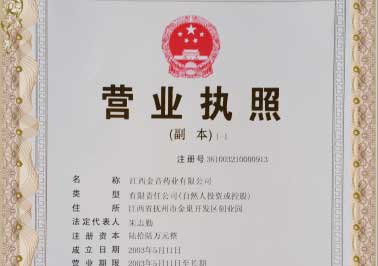 营业执照
(副 本) 1-1
注册号 361003210000913
名 称 江西金音药业有限公司
类 型 有限责任公司(自然人投资或控股)
住 所 江西省抚州市金巢开发区创业园
法定代表人 朱志勤
注册资本 陆拾陆万元整
成立日期 2003年5月11日
营业期限 2003年5月11日至长期